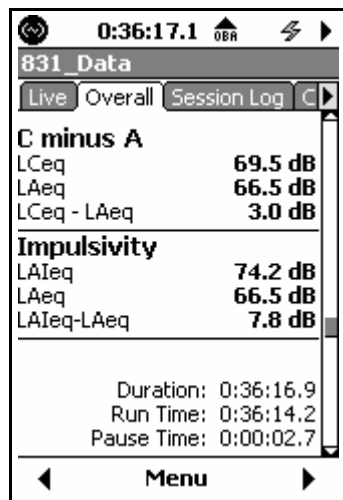 0:36:17.1 OBA
831_Data
Live Overall Session Log C
C minus A
LCeq 69.5 dB
LAeq 66.5 dB
LCeq - LAeq 3.0 dB
Impulsivity
LAIeq 74.2 dB
LAeq 66.5 dB
LAIeq-LAeq 7.8 dB
Duration: 0:36:16.9
Run Time: 0:36:14.2
Pause Time: 0:00:02.7
Menu